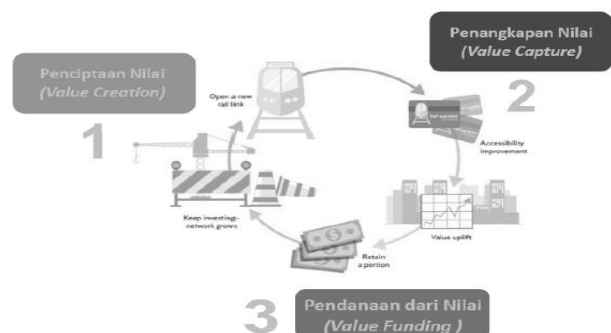 Penciptaan Nilai
(Value Creation)
1
Penangkapan Nilai
(Value Capture)
2
Open a new
rail link
Accessibility
improvement
Value uplift
Retain
a portion
Keep investing-
network grows
3
Pendanaan dari Nilai
(Value Funding )